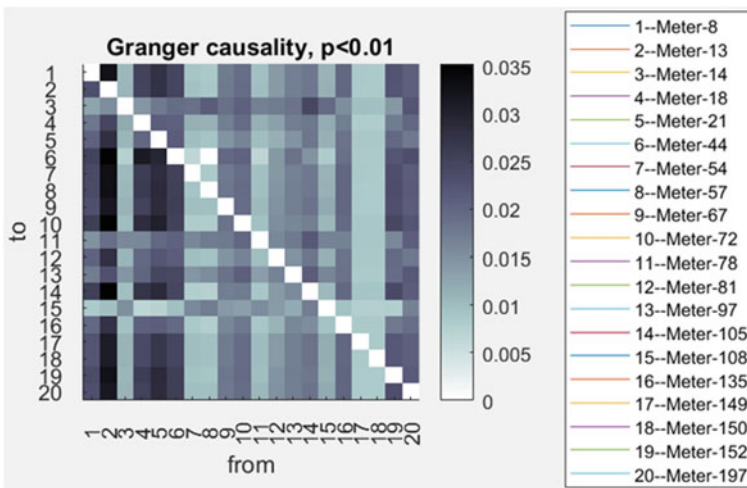 Granger causality, p<0.01
to
1
2
3
4
5
6
7
8
9
10
11
12
13
14
15
16
17
18
19
20
1
2
3
4
5
6
7
8
9
10
11
12
13
14
15
16
17
18
19
20
from
0.035
0.03
0.025
0.02
0.015
0.01
0.005
0
1--Meter-8
2--Meter-13
3--Meter-14
4--Meter-18
5--Meter-21
6--Meter-44
7--Meter-54
8--Meter-57
9--Meter-67
10--Meter-72
11--Meter-78
12--Meter-81
13--Meter-97
14--Meter-105
15--Meter-108
16--Meter-135
17--Meter-149
18--Meter-150
19--Meter-152
20--Meter-197